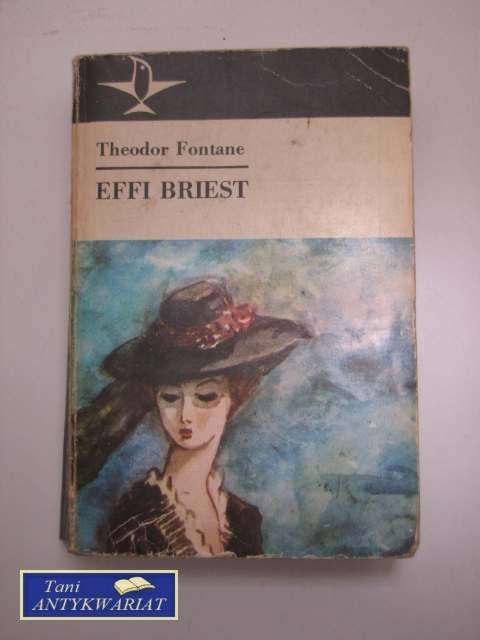 Theodor Fontane
EFFI BRIEST
Tani
ANTYKWARIAT